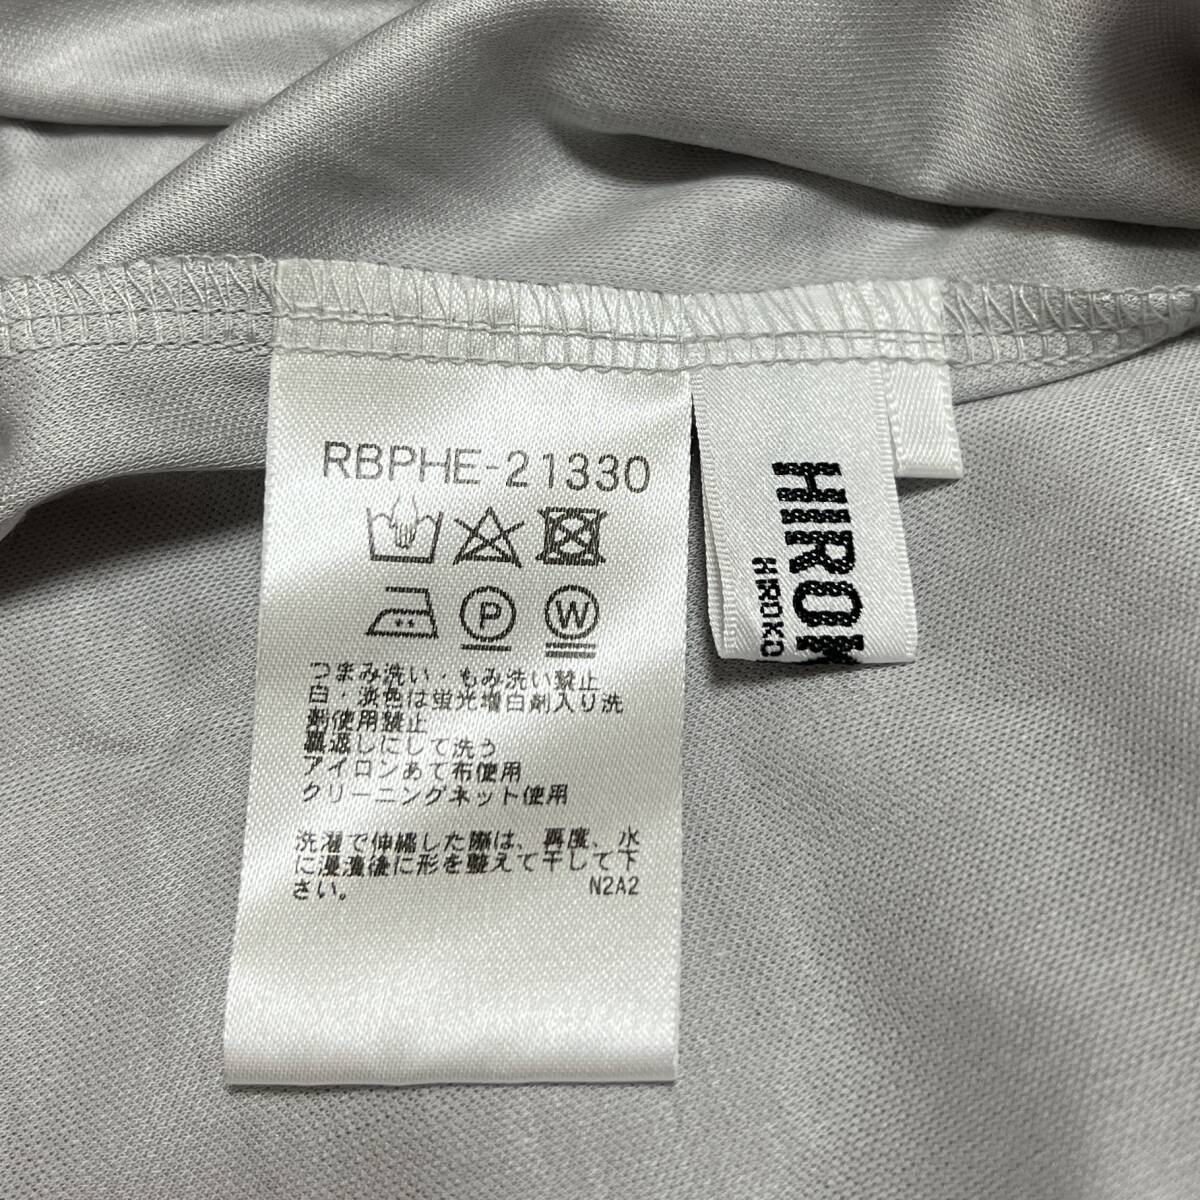 RBPHE-21330
P W
つまみ洗い・もみ洗い禁止
白・淡色は蛍光増白剤入り洗
剤使用禁止
裏返しにして洗う
アイロンあて布使用
クリーニングネット使用
洗濯で伸縮した際は、再度、水
に浸漬後に形を整えて干して下
さい。
N2A2
HIROK
HIROKO